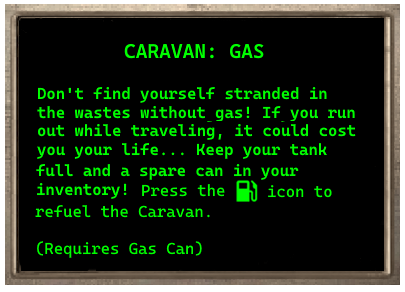 CARAVAN: GAS
Don't find yourself stranded in
the wastes without gas! If you run
out while traveling, it could cost
you your life... Keep your tank
full and a spare can in your
inventory! Press the icon to
refuel the Caravan.
(Requires Gas Can)